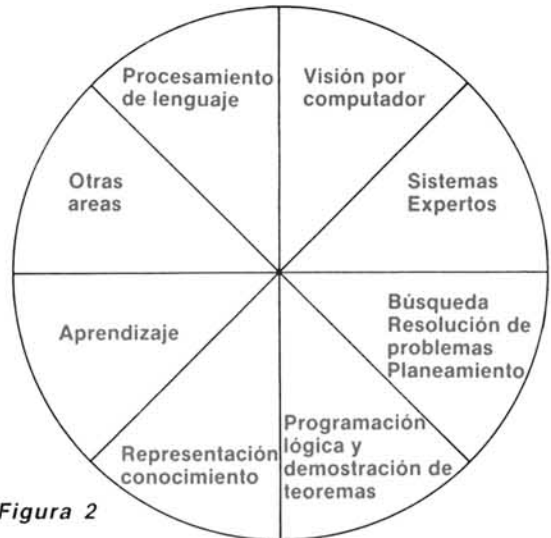 Procesamiento
de lenguaje
Visión por
computador
Sistemas
Expertos
Búsqueda
Resolución de
problemas
Planeamiento
Programación
lógica y
demostración de
teoremas
Representación
conocimiento
Aprendizaje
Otras
areas
Figura 2